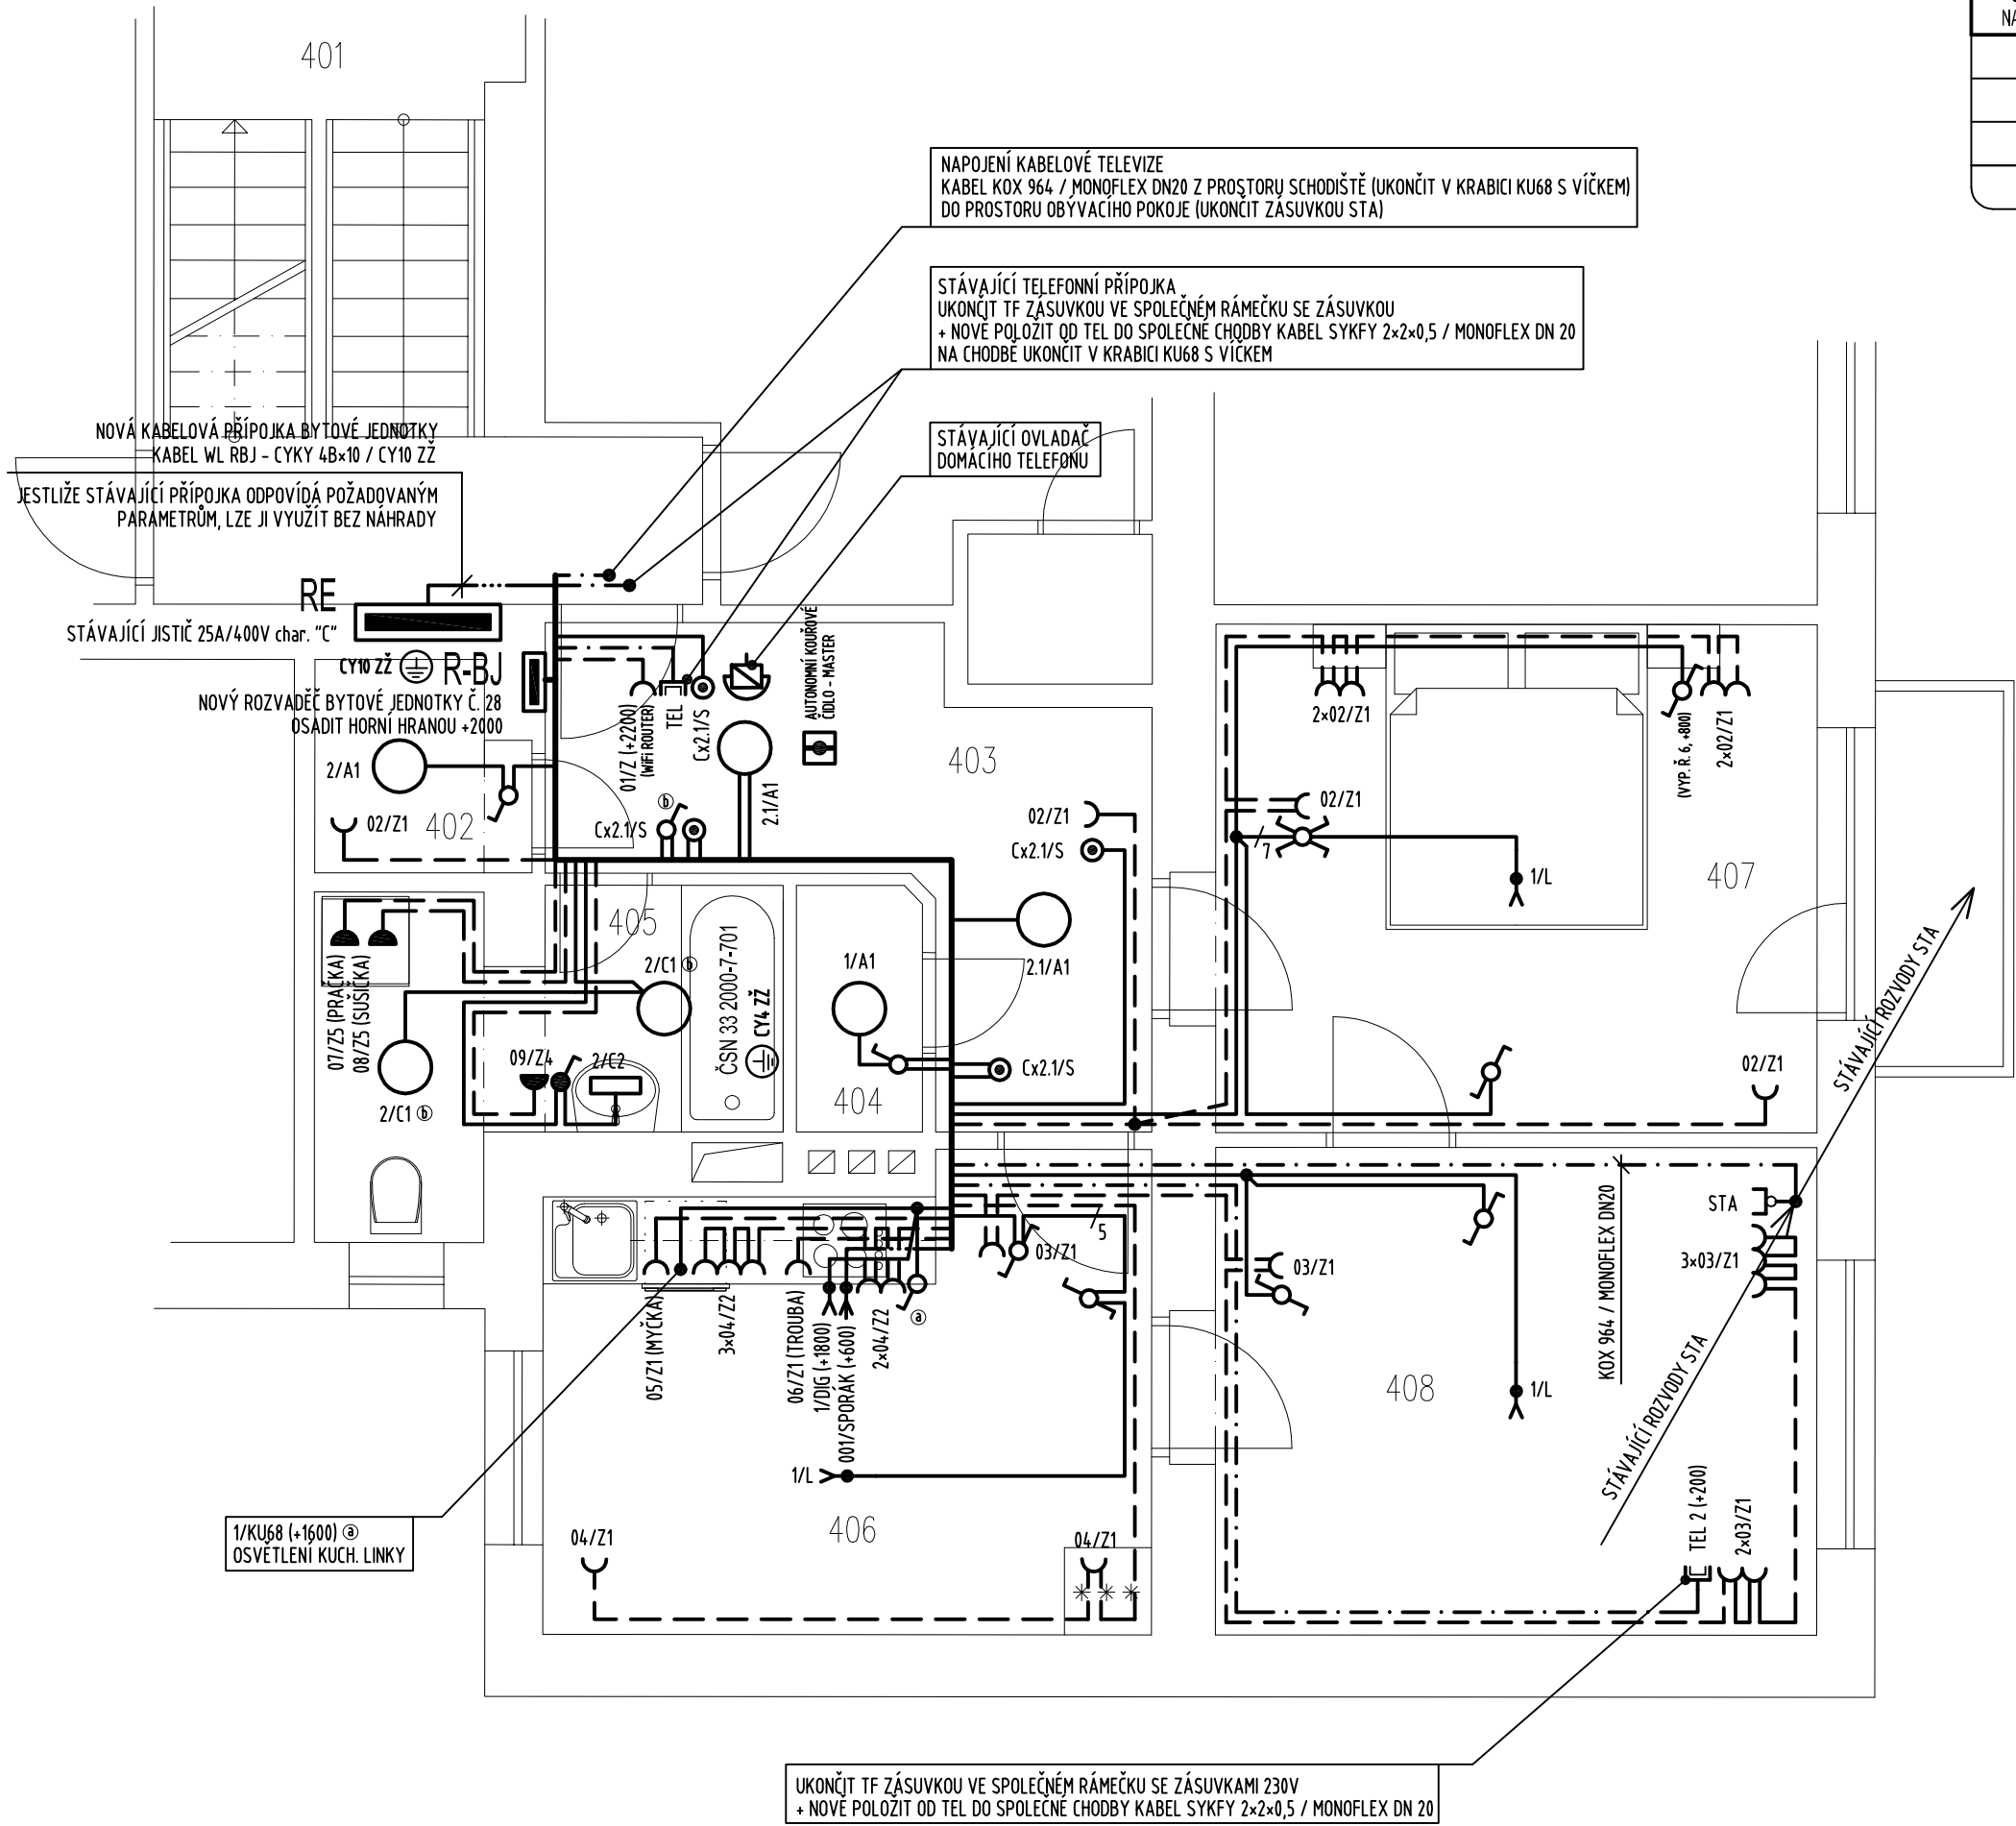 NA
401
NAPOJENÍ KABELOVÉ TELEVIZE
KABEL KOX 964 / MONOFLEX DN20 Z PROSTORU SCHODIŠTĚ (UKONČIT V KRABICI KU68 S VÍČKEM)
DO PROSTORU OBÝVACÍHO POKOJE (UKONČIT ZÁSUVKOU STA)
STÁVAJÍCÍ TELEFONNÍ PŘÍPOJKA
UKONČIT TF ZÁSUVKOU VE SPOLEČNÉM RÁMEČKU SE ZÁSUVKOU
+ NOVĚ POLOŽIT OD TEL DO SPOLEČNÉ CHODBY KABEL SYKFY 2×2×0,5 / MONOFLEX DN 20
NA CHODBĚ UKONČIT V KRABICI KU68 S VÍČKEM
NOVÁ KABELOVÁ PŘÍPOJKA BYTOVÉ JEDNOTKY
KABEL WL RBJ - CYKY 4B×10 / CY10 ZŽ
JESTLIŽE STÁVAJÍCÍ PŘÍPOJKA ODPOVÍDÁ POŽADOVANÝM
PARAMETRŮM, LZE JI VYUŽÍT BEZ NÁHRADY
STÁVAJÍCÍ OVLADAČ
DOMÁCÍHO TELEFONU
RE
STÁVAJÍCÍ JISTIČ 25A/400V char. "C"
CY10 ZŽ
R-BJ
NOVÝ ROZVADĚČ BYTOVÉ JEDNOTKY Č. 28
OSADIT HORNÍ HRANOU +2000
01/Z (+2200)
(WiFi ROUTER)
TEL
Cx2.1/S
2.1/A1
AUTONOMNÍ KOUŘOVÉ
ČIDLO - MASTER
2/A1
02/Z1
402
Cx2.1/S
b
403
02/Z1
Cx2.1/S
2.1/A1
2×02/Z1
(VYP. Ř. 6, +800)
2×02/Z1
02/Z1
7
1/L
407
STÁVAJÍCÍ ROZVODY STA
405
2/C1 b
ČSN 33 2000-7-701
CY4 ZŽ
1/A1
404
Cx2.1/S
07/Z5 (PRAČKA)
08/Z5 (SUŠIČKA)
2/C1 b
09/Z4
2/C2
02/Z1
5
03/Z1
03/Z1
STA
3×03/Z1
KOX 964 / MONOFLEX DN20
05/Z1 (MYČKA)
3×04/Z2
06/Z1 (TROUBA)
1/DIG (+1800)
001/SPORÁK (+600)
2×04/Z2
a
408
1/L
STÁVAJÍCÍ ROZVODY STA
1/L
406
04/Z1
04/Z1
TEL 2 (+200)
2×03/Z1
1/KU68 (+1600) a
OSVĚTLENÍ KUCH. LINKY
UKONČIT TF ZÁSUVKOU VE SPOLEČNÉM RÁMEČKU SE ZÁSUVKAMI 230V
+ NOVĚ POLOŽIT OD TEL DO SPOLEČNÉ CHODBY KABEL SYKFY 2×2×0,5 / MONOFLEX DN 20